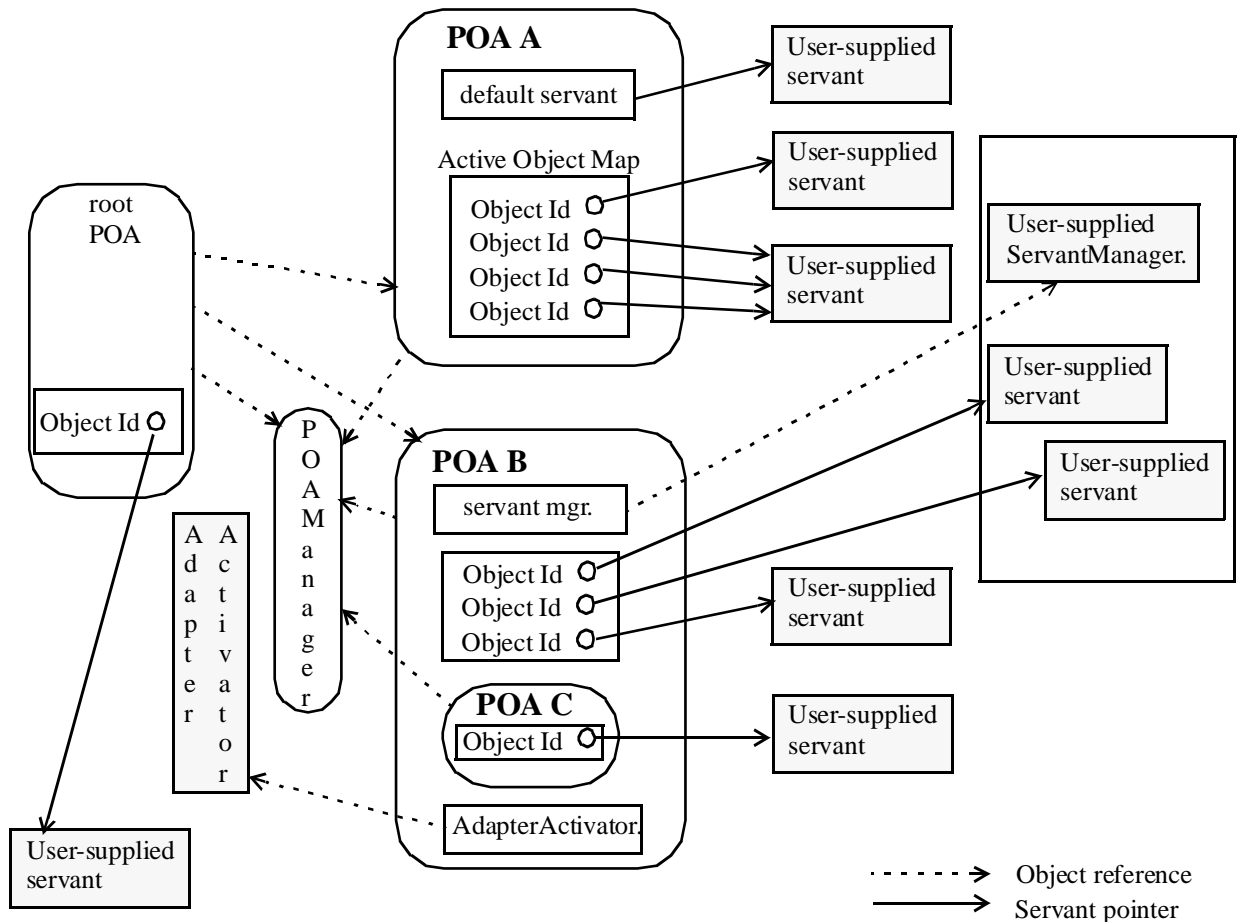 POA A
default servant
Active Object Map
Object Id
Object Id
Object Id
Object Id
User-supplied
servant
User-supplied
servant
User-supplied
servant
User-supplied
ServantManager.
User-supplied
servant
User-supplied
servant
root
POA
Object Id
POAManager
Adapter
Activator
POA B
servant mgr.
Object Id
Object Id
Object Id
User-supplied
servant
POA C
Object Id
User-supplied
servant
AdapterActivator.
User-supplied
servant
Object reference
Servant pointer